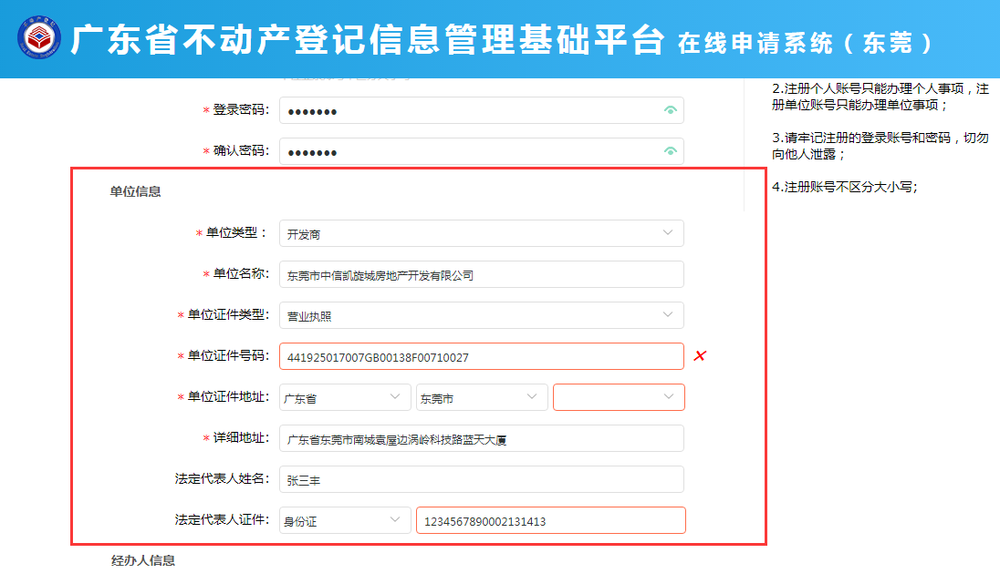 广东省不动产登记信息管理基础平台 在线申请系统（东莞）
* 登录密码: ●●●●●●●
* 确认密码: ●●●●●●●
2.注册个人账号只能办理个人事项，注
册单位账号只能办理单位事项；
3.请牢记注册的登录账号和密码，切勿
向他人泄露；
4.注册账号不区分大小写;
单位信息
* 单位类型： 开发商
* 单位名称: 东莞市中信凯旋城房地产开发有限公司
* 单位证件类型: 营业执照
* 单位证件号码: 441925017007GB00138F00710027
* 单位证件地址: 广东省 东莞市
* 详细地址: 广东省东莞市南城袁屋边涡岭科技路蓝天大厦
法定代表人姓名: 张三丰
法定代表人证件: 身份证 1234567890002131413
经办人信息